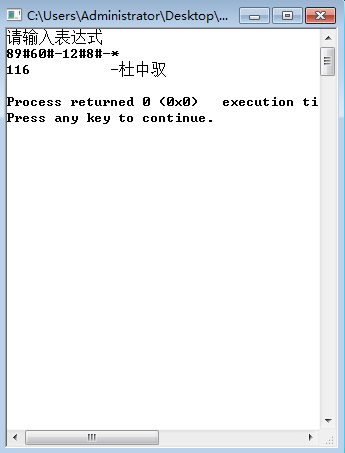 C:\Users\Administrator\Desktop\...
请输入表达式
89#60#-12#8#-*
116 -杜中驭
Process returned 0 (0x0) execution ti
Press any key to continue.